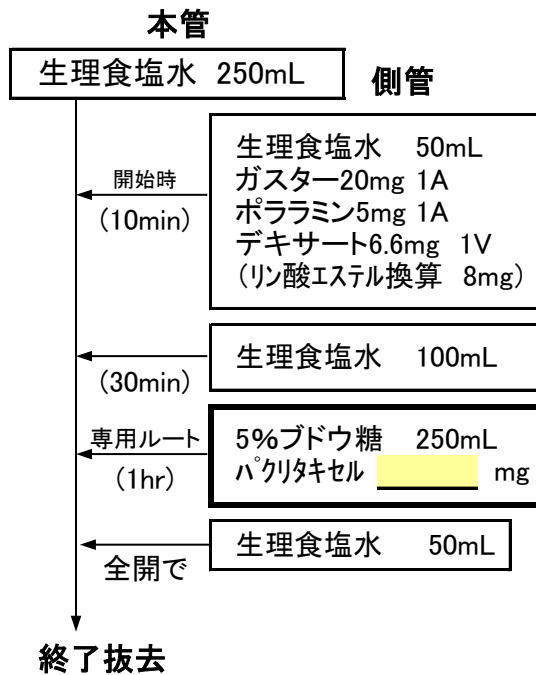 本管
生理食塩水 250mL
側管
開始時
(10min)
生理食塩水 50mL
ガスター20mg 1A
ポララミン5mg 1A
デキサート6.6mg 1V
(リン酸エステル換算 8mg)
(30min)
生理食塩水 100mL
専用ルート
(1hr)
5%ブドウ糖 250mL
パクリタキセル mg
全開で
生理食塩水 50mL
終了抜去